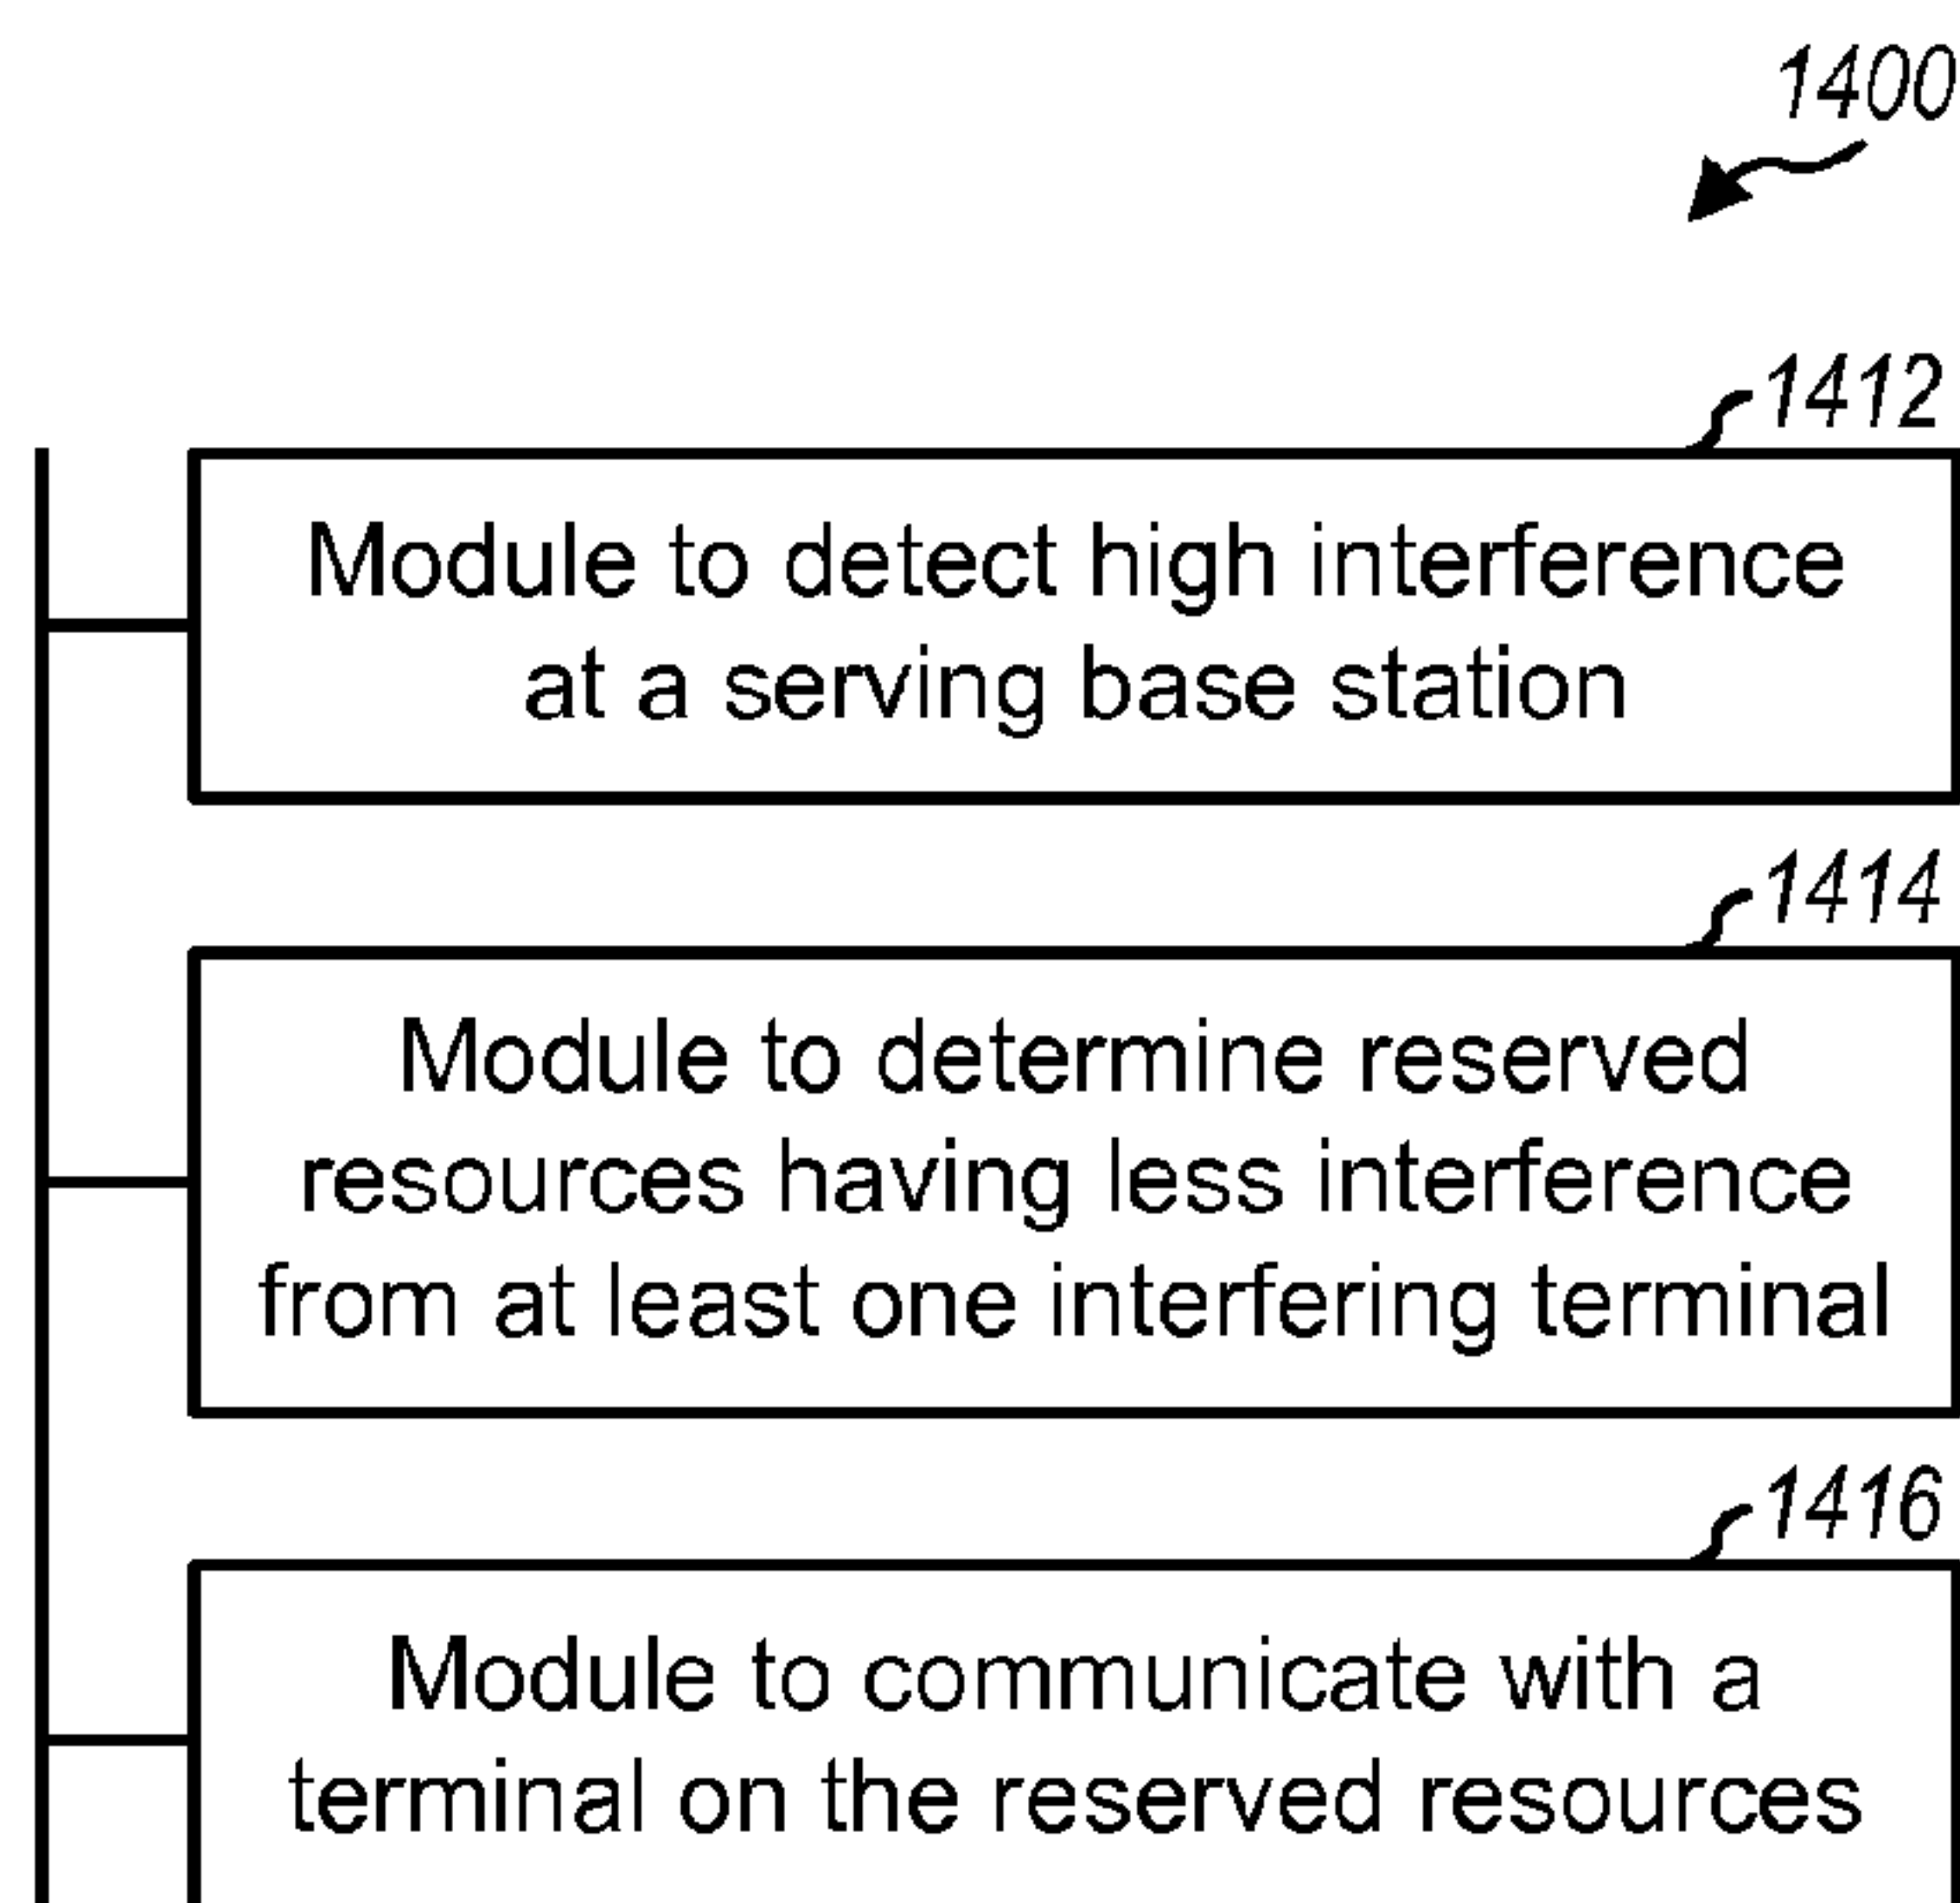 1400
1412
Module to detect high interference
at a serving base station
1414
Module to determine reserved
resources having less interference
from at least one interfering terminal
1416
Module to communicate with a
terminal on the reserved resources